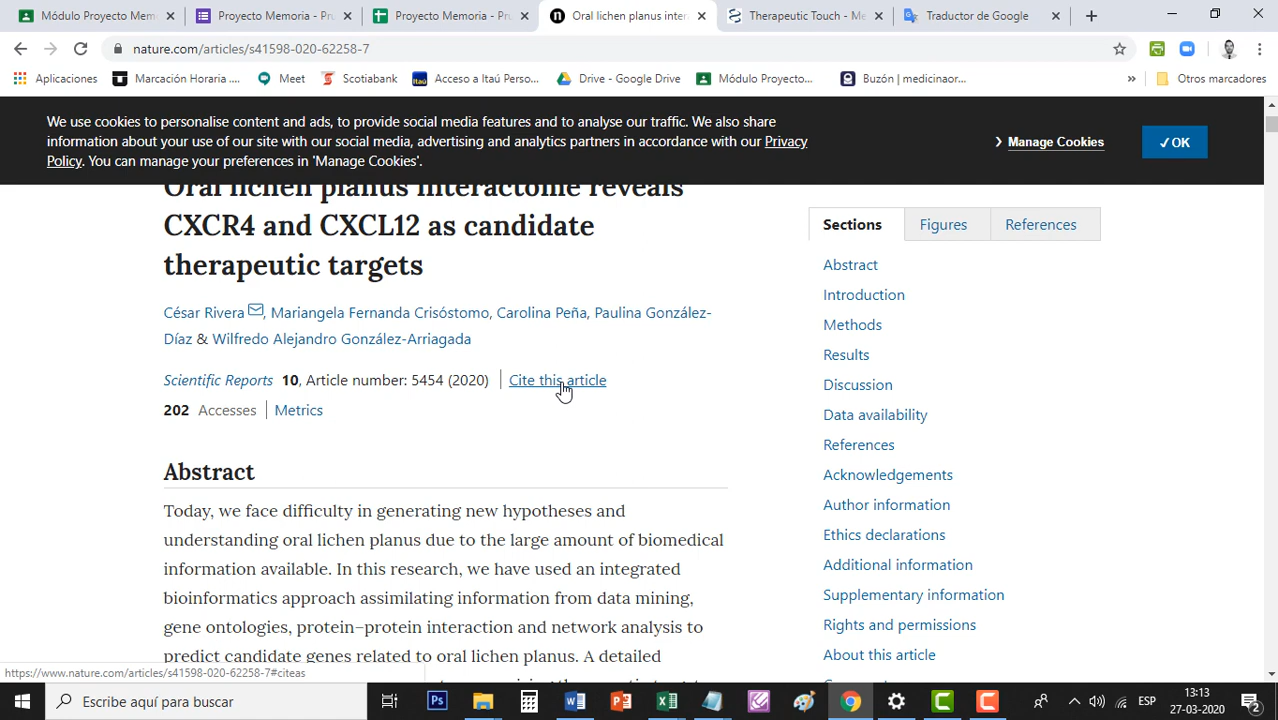 Módulo Proyecto Mem
Proyecto Memoria - Pru
Proyecto Memoria - Pru
Oral lichen planus inter
Therapeutic Touch - Me
Traductor de Google
nature.com/articles/s41598-020-62258-7
Aplicaciones
Marcación Horaria ....
Meet
Scotiabank
Acceso a Itaú Perso...
Drive - Google Drive
Módulo Proyecto...
Buzón | medicinaor...
»
Otros marcadores
We use cookies to personalise content and ads, to provide social media features and to analyse our traffic. We also share
information about your use of our site with our social media, advertising and analytics partners in accordance with our Privacy
Policy. You can manage your preferences in 'Manage Cookies'.
Manage Cookies
✓OK
Oral lichen planus interactome reveals
CXCR4 and CXCL12 as candidate
therapeutic targets
César Rivera, Mariangela Fernanda Crisóstomo, Carolina Peña, Paulina González-
Díaz & Wilfredo Alejandro González-Arriagada
Scientific Reports 10, Article number: 5454 (2020) | Cite this article
202 Accesses | Metrics
Abstract
Today, we face difficulty in generating new hypotheses and
understanding oral lichen planus due to the large amount of biomedical
information available. In this research, we have used an integrated
bioinformatics approach assimilating information from data mining,
gene ontologies, protein–protein interaction and network analysis to
predict candidate genes related to oral lichen planus. A detailed
Sections
Figures
References
Abstract
Introduction
Methods
Results
Discussion
Data availability
References
Acknowledgements
Author information
Ethics declarations
Additional information
Supplementary information
Rights and permissions
About this article
https://www.nature.com/articles/s41598-020-62258-7#citeas
Escribe aquí para buscar
Ps
ESP
13:13
27-03-2020
2